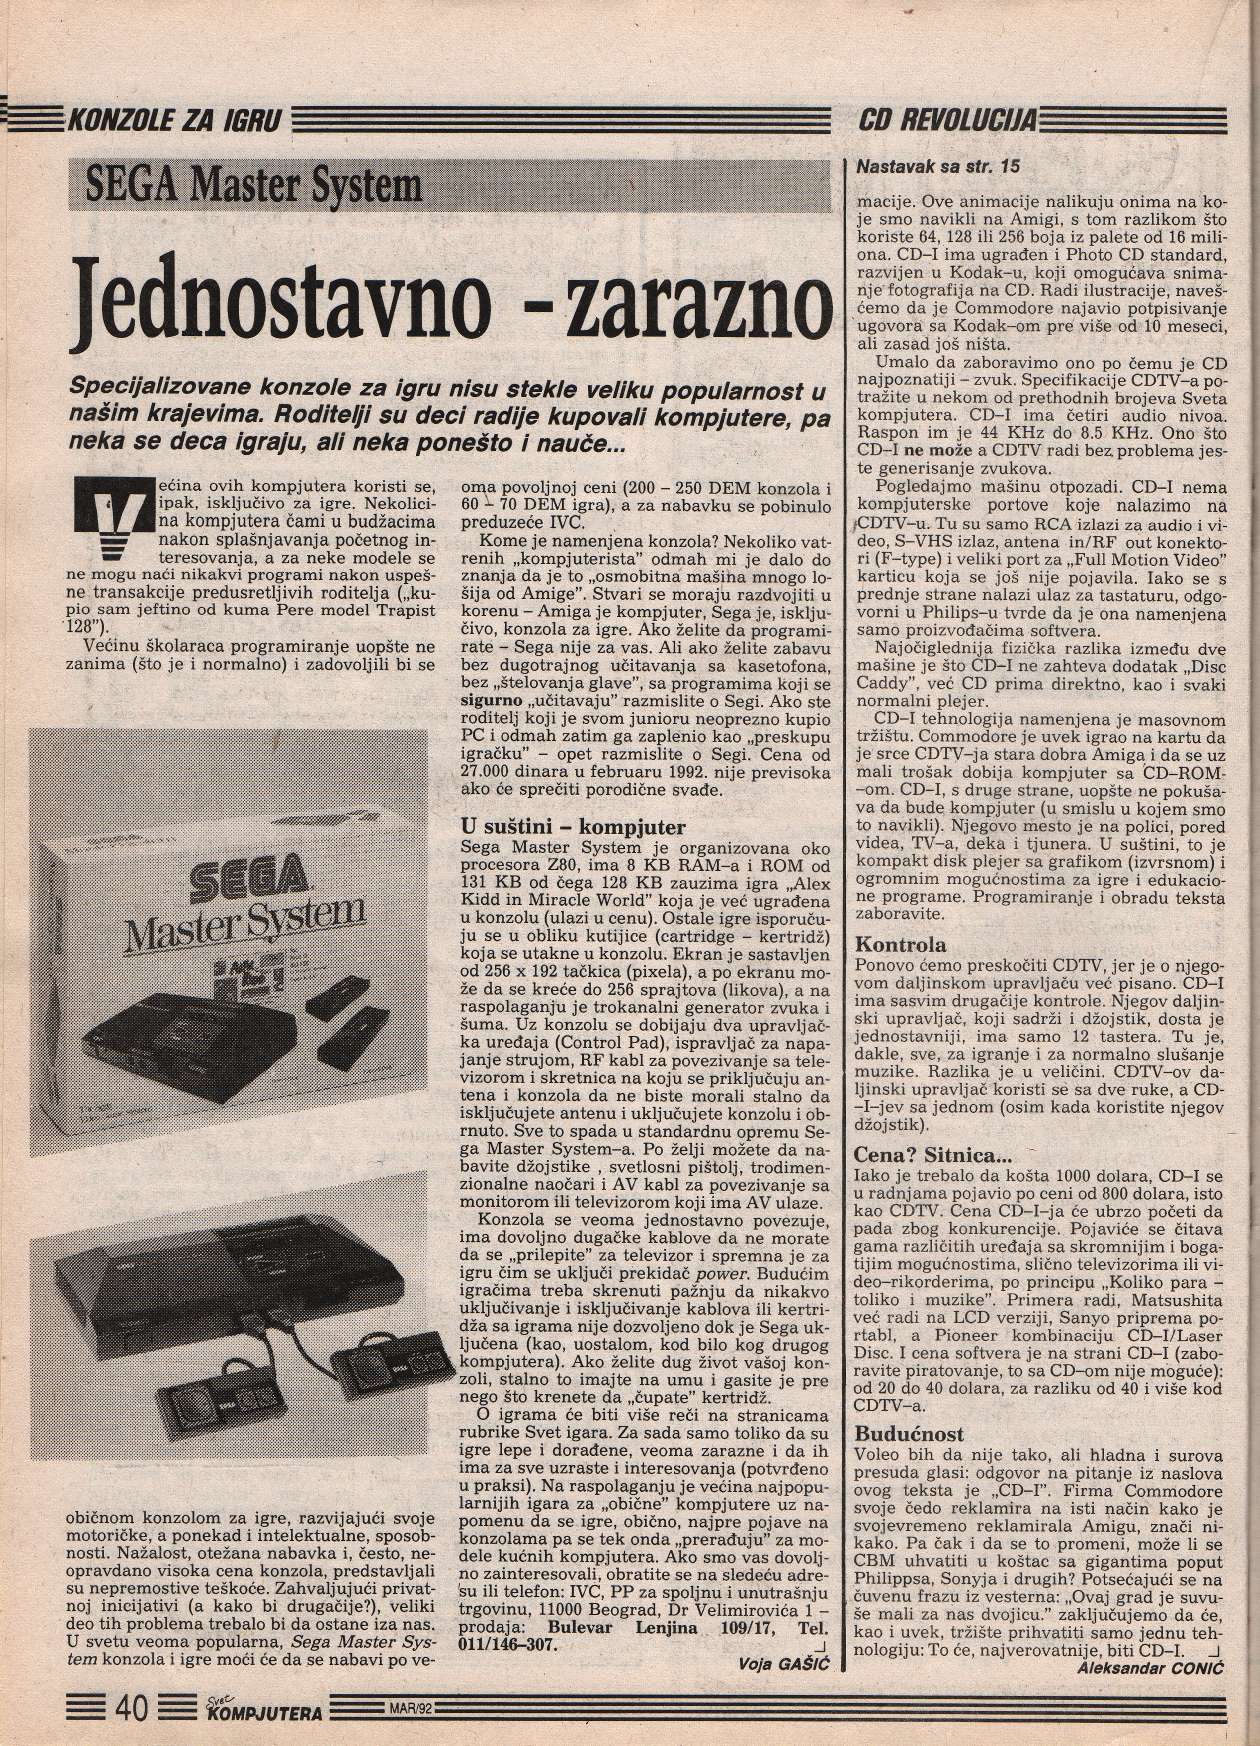 KONZOLE ZA IGRU
SEGA Master System
Jednostavno – zarazno
Specijalizovane konzole za igru nisu stekle veliku popularnost u
našim krajevima. Roditelji su deci radije kupovali kompjutere, pa
neka se deca igraju, ali neka ponešto i nauče...
Većina ovih kompjutera koristi se,
ipak, isključivo za igre. Nekolici-
na kompjutera čami u budžacima
nakon splašnjavanja početnog in-
teresovanja, a za neke modele se
ne mogu naći nikakvi programi nakon uspeš-
ne transakcije predusretljivih roditelja („ku-
pio sam jeftino od kuma Pere model Trapist
128”).
Većinu školaraca programiranje uopšte ne
zanima (što je i normalno) i zadovoljili bi se
SEGA
Master System
običnom konzolom za igre, razvijajući svoje
motoričke, a ponekad i intelektualne, sposob-
nosti. Nažalost, otežana nabavka i, često, ne-
opravdano visoka cena konzola, predstavljali
su nepremostive teškoće. Zahvaljujući privat-
noj inicijativi (a kako bi drugačije?), veliki
deo tih problema trebalo bi da ostane iza nas.
U svetu veoma popularna, Sega Master Sys-
tem konzola i igre moći će da se nabavi po ve-
oma povoljnoj ceni (200 – 250 DEM konzola i
60 – 70 DEM igra), a za nabavku se pobinulo
preduzeće IVC.
Kome je namenjena konzola? Nekoliko vat-
renih „kompjuterista” odmah mi je dalo do
znanja da je to „osmobitna mašina mnogo lo-
šija od Amige”. Stvari se moraju razdvojiti u
korenu – Amiga je kompjuter, Sega je, isklju-
čivo, konzola za igre. Ako želite da programi-
rate – Sega nije za vas. Ali ako želite zabavu
bez dugotrajnog učitavanja sa kasetofona,
bez „štelovanja glave”, sa programima koji se
sigurno „učitavaju” razmislite o Segi. Ako ste
roditelj koji je svom junioru neoprezno kupio
PC i odmah zatim ga zaplenio kao „preskupu
igračku” – opet razmislite o Segi. Cena od
27.000 dinara u februaru 1992. nije previsoka
ako će sprečiti porodične svađe.
U suštini – kompjuter
Sega Master System je organizovana oko
procesora Z80, ima 8 KB RAM–a i ROM od
131 KB od čega 128 KB zauzima igra „Alex
Kidd in Miracle World” koja je već ugrađena
u konzolu (ulazi u cenu). Ostale igre isporuču-
ju se u obliku kutijice (cartridge – kertridž)
koja se utakne u konzolu. Ekran je sastavljen
od 256 x 192 tačkica (pixela), a po ekranu mo-
že da se kreće do 256 sprajtova (likova), a na
raspolaganju je trokanalni generator zvuka i
šuma. Uz konzolu se dobijaju dva upravljač-
ka uređaja (Control Pad), ispravljač za napa-
janje strujom, RF kabl za povezivanje sa tele-
vizorom i skretnica na koju se priključuju an-
tena i konzola da ne biste morali stalno da
isključujete antenu i uključujete konzolu i ob-
rnuto. Sve to spada u standardnu opremu Se-
ga Master System–a. Po želji možete da na-
bavite džojstike , svetlosni pištolj, trodimen-
zionalne naočari i AV kabl za povezivanje sa
monitorom ili televizorom koji ima AV ulaze.
Konzola se veoma jednostavno povezuje,
ima dovoljno dugačke kablove da ne morate
da se „prilepite” za televizor i spremna je za
igru čim se uključi prekidač power. Budućim
igračima treba skrenuti pažnju da nikakvo
uključivanje i isključivanje kablova ili kertri-
dža sa igrama nije dozvoljeno dok je Sega uk-
ljučena (kao, uostalom, kod bilo kog drugog
kompjutera). Ako želite dug život vašoj kon-
zoli, stalno to imajte na umu i gasite je pre
nego što krenete da „čupate” kertridž.
O igrama će biti više reči na stranicama
rubrike Svet igara. Za sada samo toliko da su
igre lepe i dorađene, veoma zarazne i da ih
ima za sve uzraste i interesovanja (potvrđeno
u praksi). Na raspolaganju je većina najpopu-
larnijih igara za „obične” kompjutere uz na-
pomenu da se igre, obično, najpre pojave na
konzolama pa se tek onda „prerađuju” za mo-
dele kućnih kompjutera. Ako smo vas dovolj-
no zainteresovali, obratite se na sledeću adre-
su ili telefon: IVC, PP za spoljnu i unutrašnju
trgovinu, 11000 Beograd, Dr Velimirovića 1 –
prodaja: Bulevar Lenjina 109/17, Tel.
011/146–307.
Voja GAŠIĆ
CD REVOLUCIJA
Nastavak sa str. 15
macije. Ove animacije nalikuju onima na ko-
je smo navikli na Amigi, s tom razlikom što
koriste 64, 128 ili 256 boja iz palete od 16 mili-
ona. CD–I ima ugrađen i Photo CD standard,
razvijen u Kodak–u, koji omogućava snima-
nje fotografija na CD. Radi ilustracije, naveš-
ćemo da je Commodore najavio potpisivanje
ugovora sa Kodak–om pre više od 10 meseci,
ali zasad još ništa.
Umalo da zaboravimo ono po čemu je CD
najpoznatiji – zvuk. Specifikacije CDTV–a po-
tražite u nekom od prethodnih brojeva Sveta
kompjutera. CD–I ima četiri audio nivoa.
Raspon im je 44 KHz do 8.5 KHz. Ono što
CD–I ne može a CDTV radi bez problema jes-
te generisanje zvukova.
Pogledajmo mašinu otpozadi. CD–I nema
kompjuterske portove koje nalazimo na
CDTV–u. Tu su samo RCA izlazi za audio i vi-
deo, S–VHS izlaz, antena in/RF out konekto-
ri (F–type) i veliki port za „Full Motion Video”
karticu koja se još nije pojavila. Iako se s
prednje strane nalazi ulaz za tastaturu, odgo-
vorni u Philips–u tvrde da je ona namenjena
samo proizvođačima softvera.
Najočiglednija fizička razlika između dve
mašine je što CD–I ne zahteva dodatak „Disc
Caddy”, već CD prima direktno, kao i svaki
normalni plejer.
CD–I tehnologija namenjena je masovnom
tržištu. Commodore je uvek igrao na kartu da
je srce CDTV–ja stara dobra Amiga i da se uz
mali trošak dobija kompjuter sa CD–ROM-
–om. CD–I, s druge strane, uopšte ne pokuša-
va da bude kompjuter (u smislu u kojem smo
to navikli). Njegovo mesto je na polici, pored
videa, TV–a, deka i tjunera. U suštini, to je
kompakt disk plejer sa grafikom (izvrsnom) i
ogromnim mogućnostima za igre i edukacio-
ne programe. Programiranje i obradu teksta
zaboravite.
Kontrola
Ponovo ćemo preskočiti CDTV, jer je o njego-
vom daljinskom upravljaču već pisano. CD–I
ima sasvim drugačije kontrole. Njegov daljin-
ski upravljač, koji sadrži i džojstik, dosta je
jednostavniji, ima samo 12 tastera. Tu je,
dakle, sve, za igranje i za normalno slušanje
muzike. Razlika je u veličini. CDTV–ov da-
ljinski upravljač koristi se sa dve ruke, a CD-
–I–jev sa jednom (osim kada koristite njegov
džojstik).
Cena? Sitnica...
Iako je trebalo da košta 1000 dolara, CD–I se
u radnjama pojavio po ceni od 800 dolara, isto
kao CDTV. Cena CD–I–ja će ubrzo početi da
pada zbog konkurencije. Pojaviće se čitava
gama različitih uređaja sa skromnijim i boga-
tijim mogućnostima, slično televizorima ili vi-
deo–rikorderima, po principu „Koliko para –
toliko i muzike”. Primera radi, Matsushita
već radi na LCD verziji, Sanyo priprema po-
rtabl, a Pioneer kombinaciju CD–I/Laser
Disc. I cena softvera je na strani CD–I (zabo-
ravite piratovanje, to sa CD–om nije moguće):
od 20 do 40 dolara, za razliku od 40 i više kod
CDTV–a.
Budućnost
Voleo bih da nije tako, ali hladna i surova
presuda glasi: odgovor na pitanje iz naslova
ovog teksta je „CD–I”. Firma Commodore
svoje čedo reklamira na isti način kako je
svojevremeno reklamirala Amigu, znači ni-
kako. Pa čak i da se to promeni, može li se
CBM uhvatiti u koštac sa gigantima poput
Philippsa, Sonyja i drugih? Potsećajući se na
čuvenu frazu iz vesterna: „Ovaj grad je suvu-
še mali za nas dvojicu.” zaključujemo da će,
kao i uvek, tržište prihvatiti samo jednu teh-
nologiju: To će, najverovatnije, biti CD–I.
Aleksandar CONIĆ
40
Svet
KOMPJUTERA
MAR/92